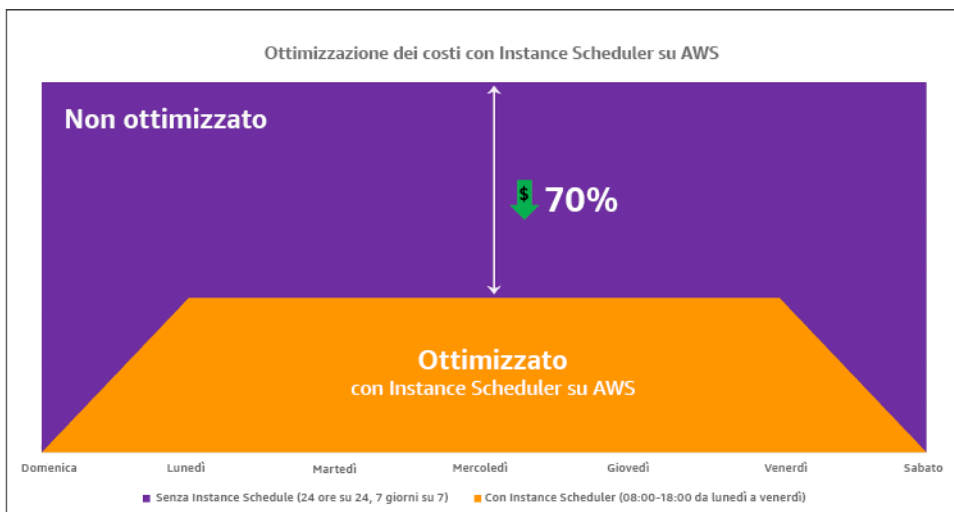 Ottimizzazione dei costi con Instance Scheduler su AWS
Non ottimizzato
$ 70%
Ottimizzato
con Instance Scheduler su AWS
Domenica Lunedì Martedì Mercoledì Giovedì Venerdì Sabato
Senza Instance Schedule (24 ore su 24, 7 giorni su 7) Con Instance Scheduler (08:00-18:00 da lunedì a venerdì)